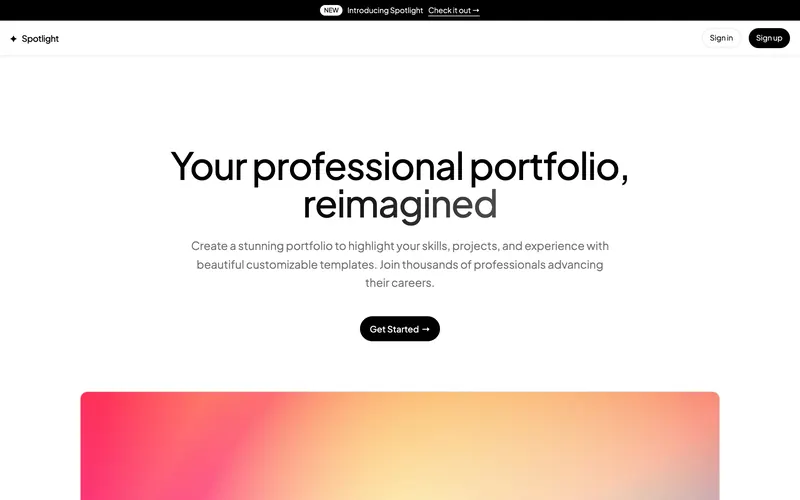 NEW Introducing Spotlight Check it out →
Spotlight Sign in Sign up
Your professional portfolio,
reimagined
Create a stunning portfolio to highlight your skills, projects, and experience with
beautiful customizable templates. Join thousands of professionals advancing
their careers.
Get Started →